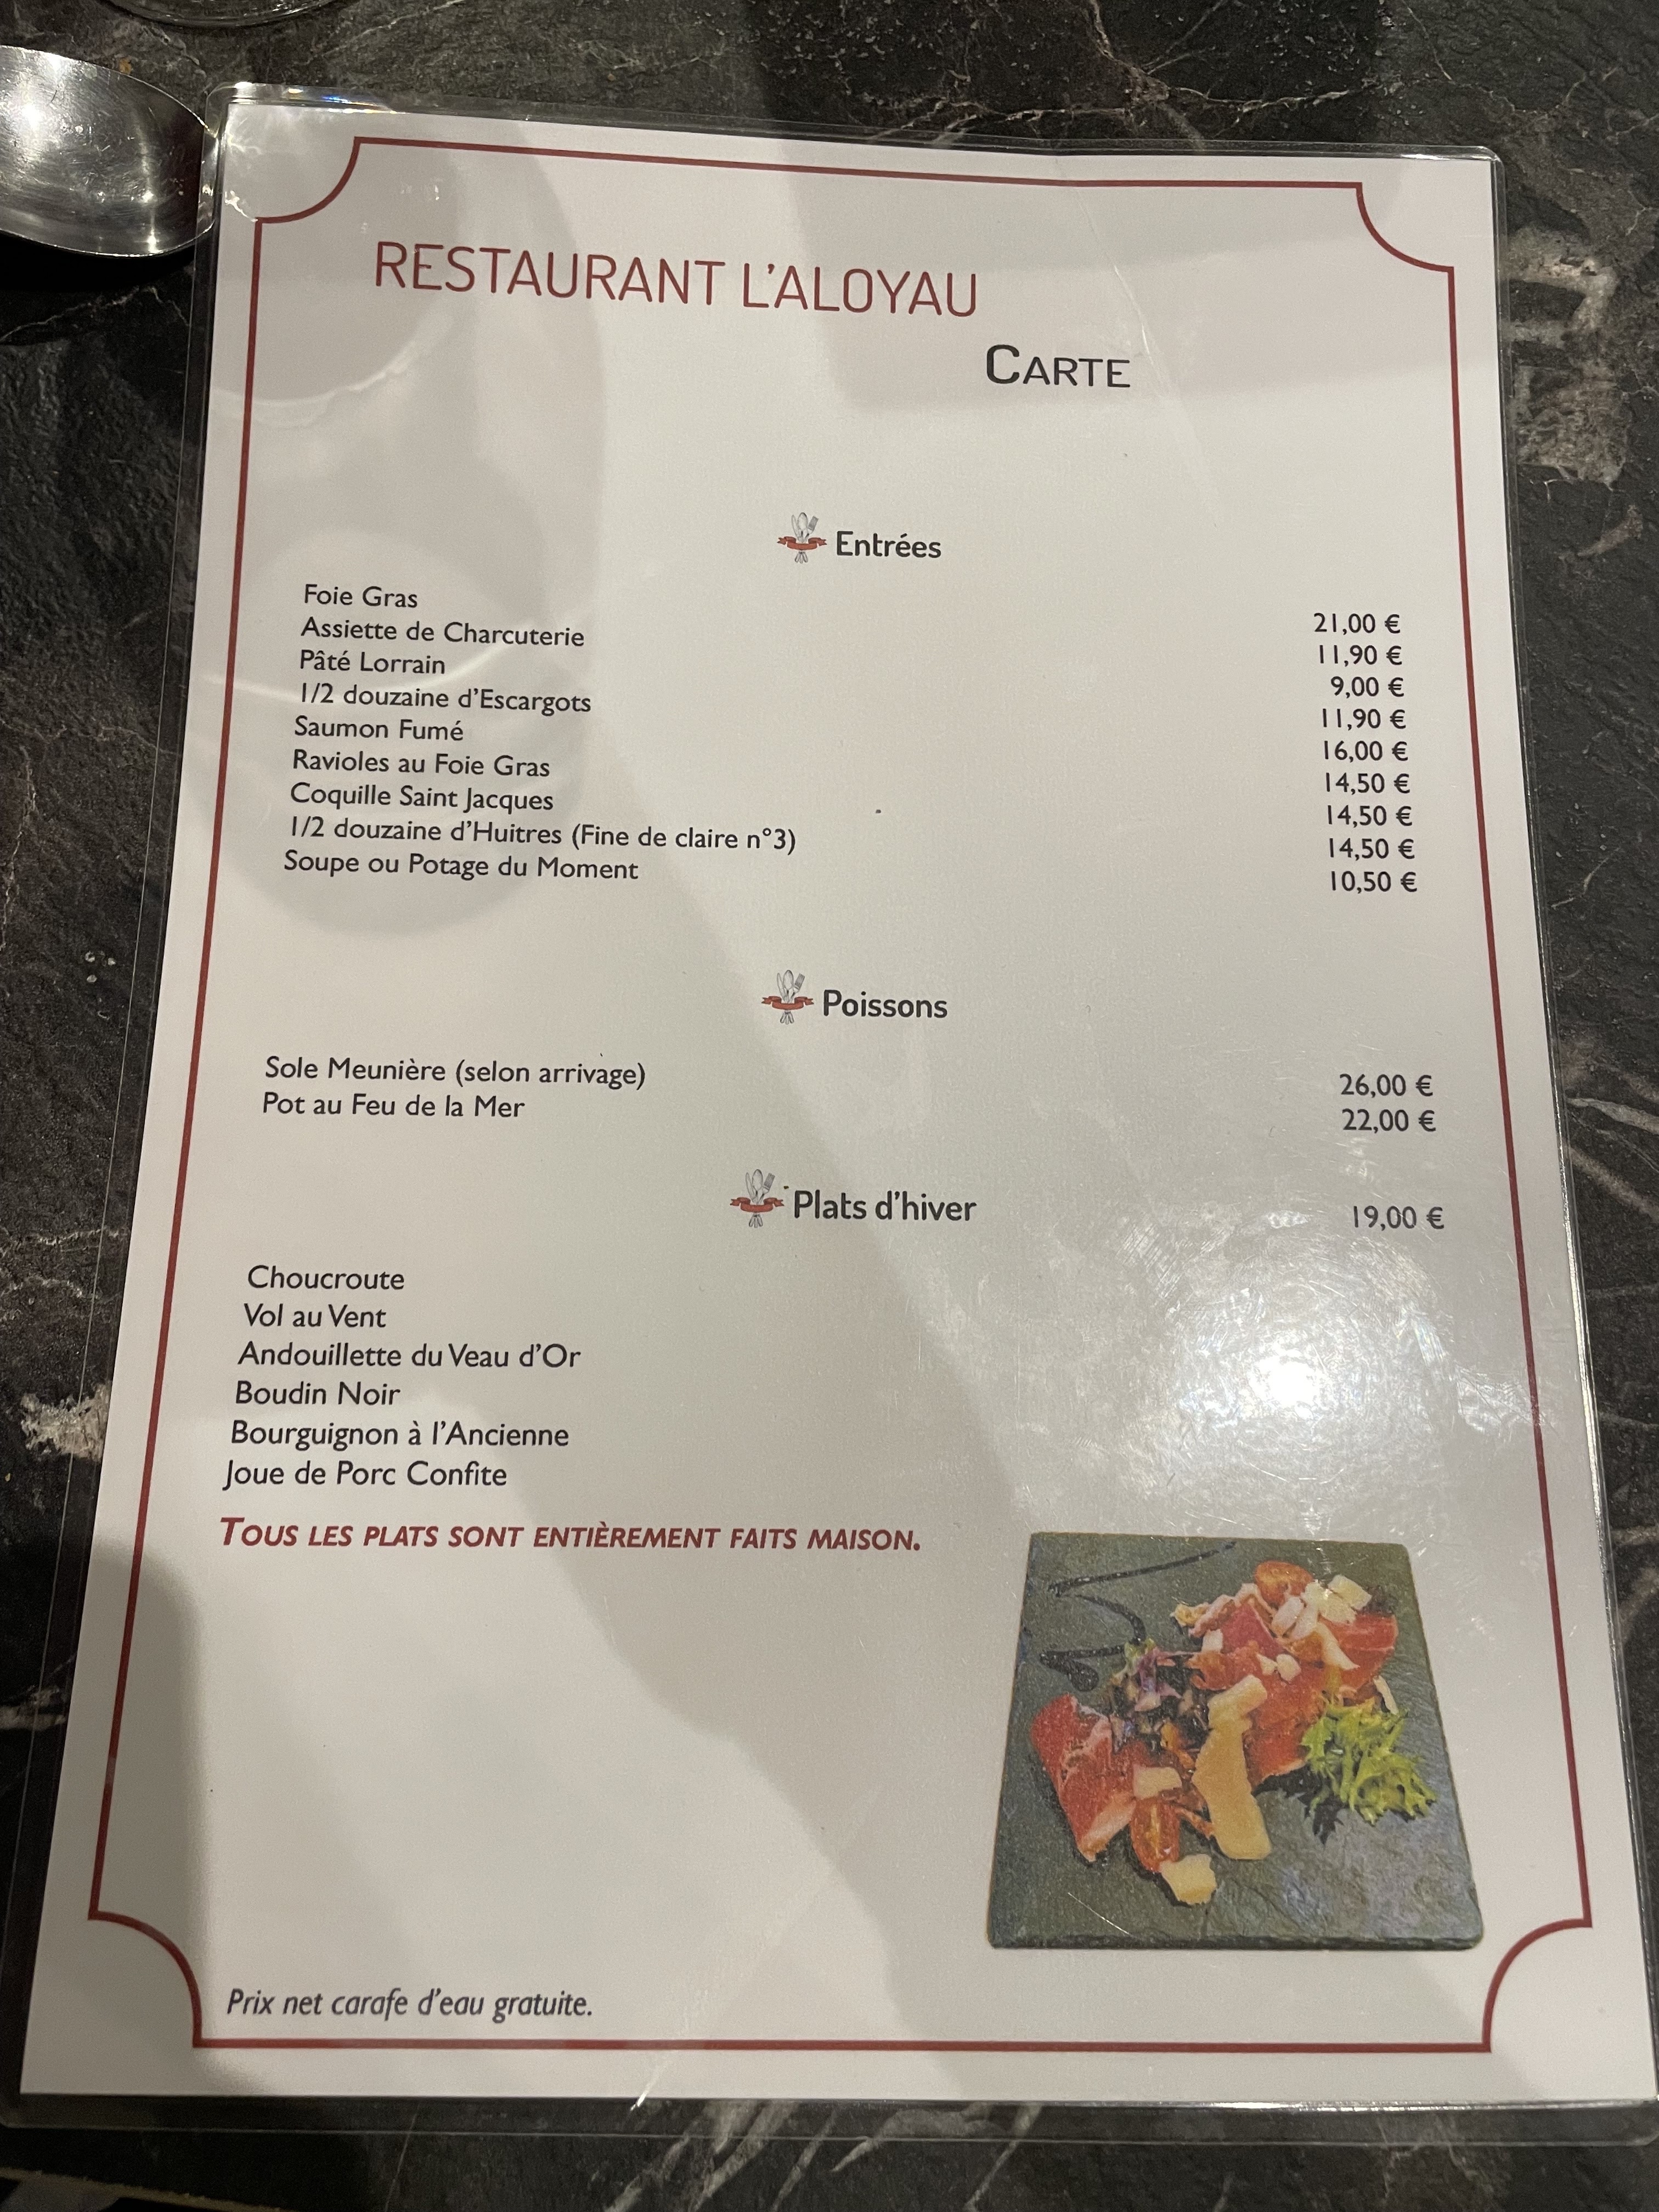 RESTAURANT L'ALOYAU
CARTE
Entrées
Foie Gras 21,00 €
Assiette de Charcuterie 11,90 €
Pâté Lorrain 9,00 €
1/2 douzaine d'Escargots 11,90 €
Saumon Fumé 16,00 €
Ravioles au Foie Gras 14,50 €
Coquille Saint Jacques 14,50 €
1/2 douzaine d'Huitres (Fine de claire n°3) 14,50 €
Soupe ou Potage du Moment 10,50 €
Poissons
Sole Meunière (selon arrivage) 26,00 €
Pot au Feu de la Mer 22,00 €
Plats d'hiver 19,00 €
Choucroute
Vol au Vent
Andouillette du Veau d'Or
Boudin Noir
Bourguignon à l'Ancienne
Joue de Porc Confite
TOUS LES PLATS SONT ENTIÈREMENT FAITS MAISON.
Prix net carafe d'eau gratuite.